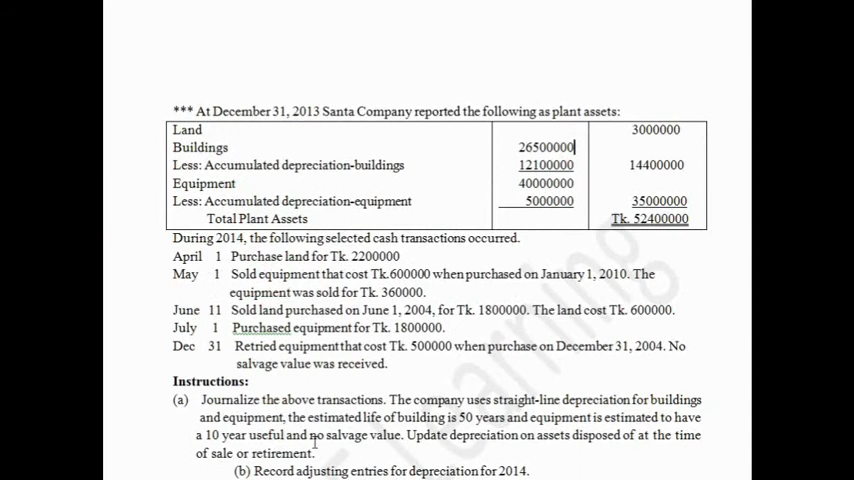 *** At December 31, 2013 Santa Company reported the following as plant assets:
Land 3000000
Buildings 26500000
Less: Accumulated depreciation-buildings 12100000 14400000
Equipment 40000000
Less: Accumulated depreciation-equipment 5000000 35000000
Total Plant Assets Tk. 52400000
During 2014, the following selected cash transactions occurred.
April 1 Purchase land for Tk. 2200000
May 1 Sold equipment that cost Tk.600000 when purchased on January 1, 2010. The
equipment was sold for Tk. 360000.
June 11 Sold land purchased on June 1, 2004, for Tk. 1800000. The land cost Tk. 600000.
July 1 Purchased equipment for Tk. 1800000.
Dec 31 Retried equipment that cost Tk. 500000 when purchase on December 31, 2004. No
salvage value was received.
Instructions:
(a) Journalize the above transactions. The company uses straight-line depreciation for buildings
and equipment, the estimated life of building is 50 years and equipment is estimated to have
a 10 year useful and no salvage value. Update depreciation on assets disposed of at the time
of sale or retirement.
(b) Record adjusting entries for depreciation for 2014.
Learning